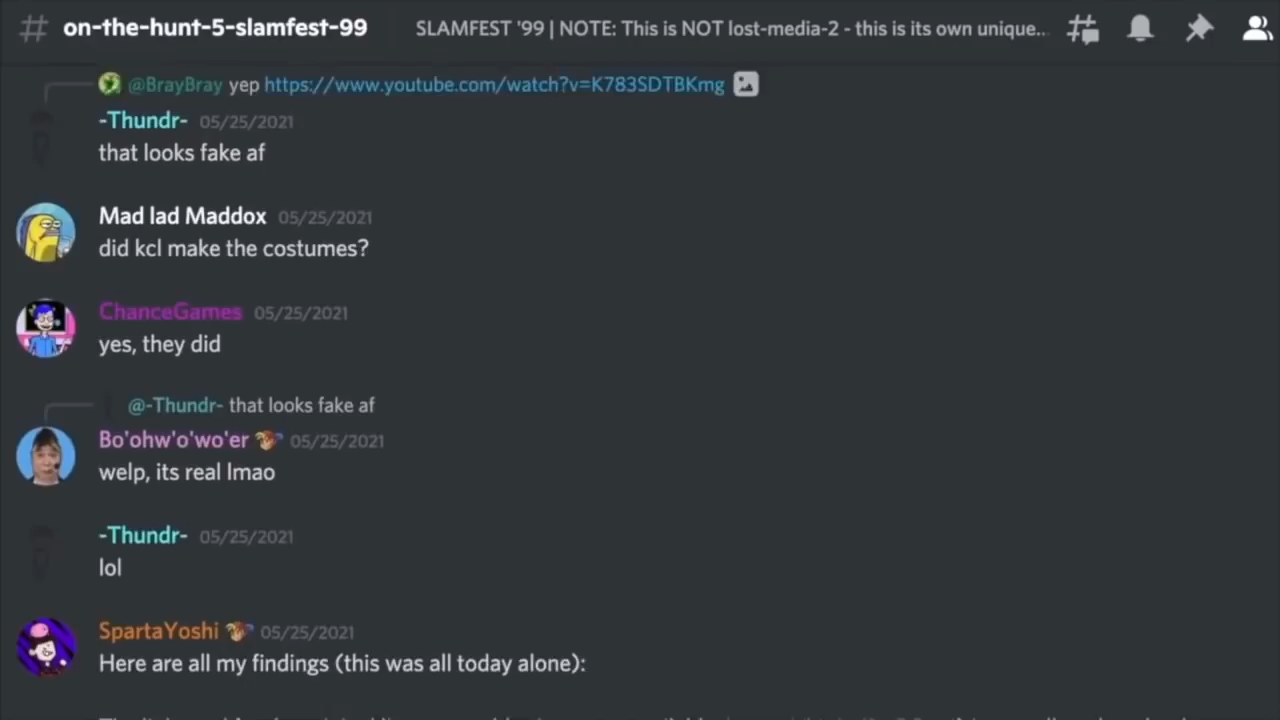 on-the-hunt-5-slamfest-99
SLAMFEST '99 | NOTE: This is NOT lost-media-2 - this is its own unique...
@BrayBray yep https://www.youtube.com/watch?v=K783SDTBKmg
-Thundr- 05/25/2021
that looks fake af
Mad lad Maddox 05/25/2021
did kcl make the costumes?
ChanceGames 05/25/2021
yes, they did
@-Thundr- that looks fake af
Bo'ohw'o'wo'er 05/25/2021
welp, its real lmao
-Thundr- 05/25/2021
lol
SpartaYoshi 05/25/2021
Here are all my findings (this was all today alone):